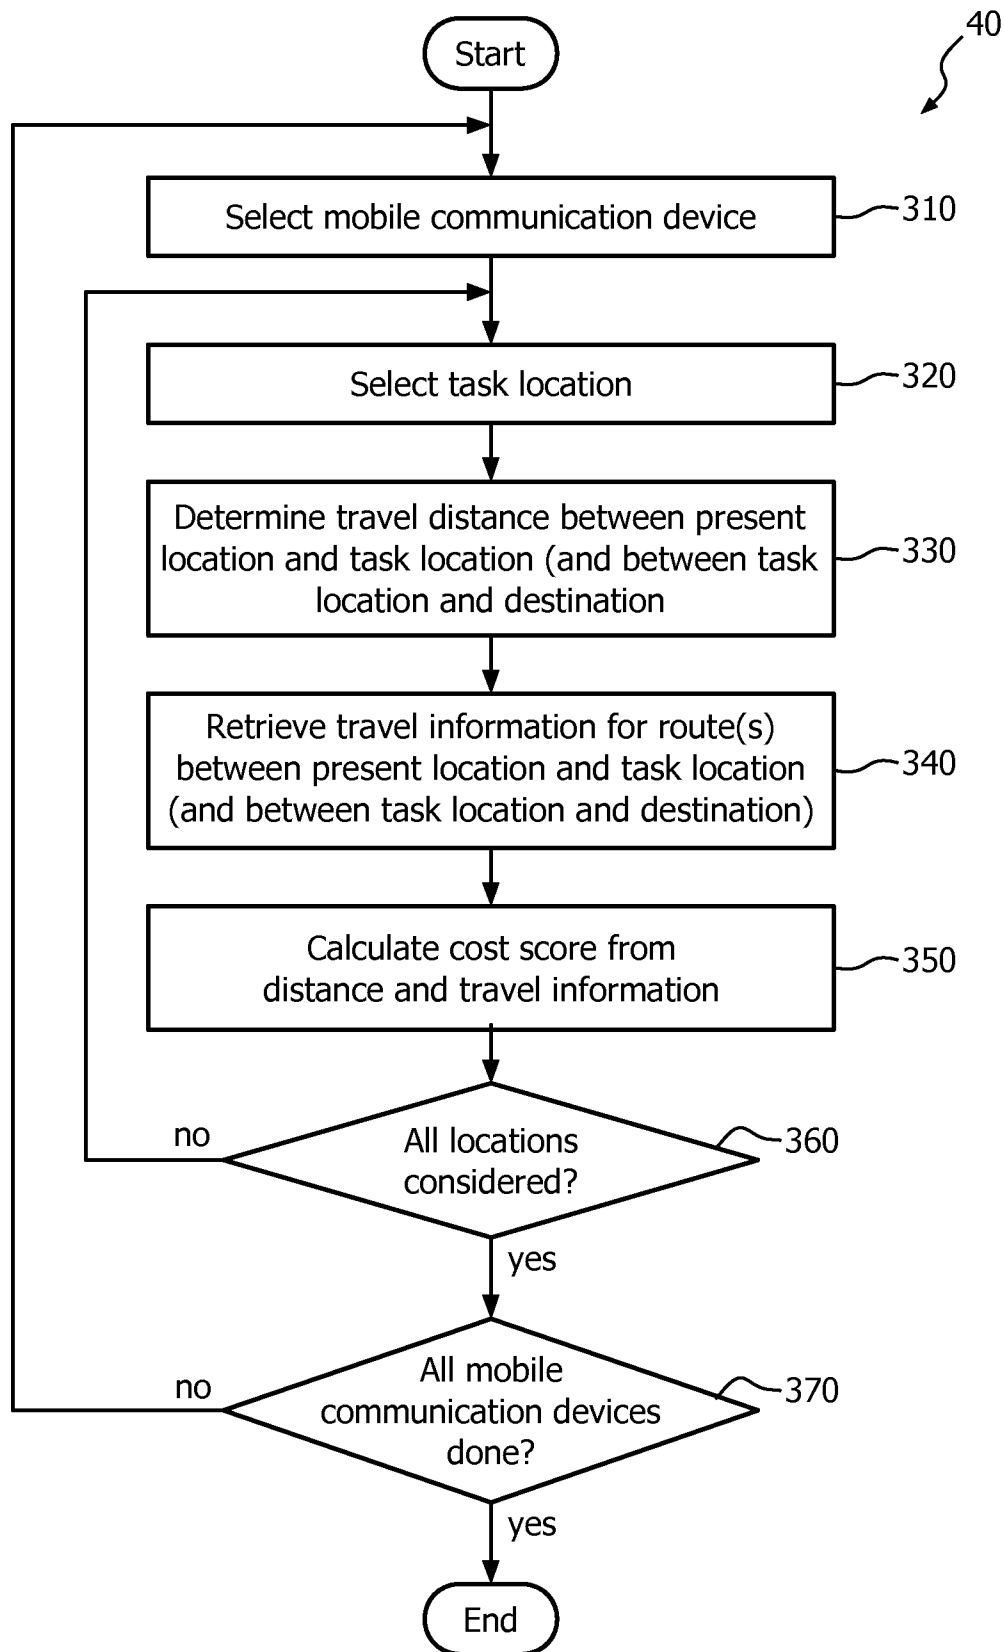 Start
40
Select mobile communication device
310
Select task location
320
Determine travel distance between present
location and task location (and between task
location and destination
330
Retrieve travel information for route(s)
between present location and task location
(and between task location and destination)
340
Calculate cost score from
distance and travel information
350
no
All locations
considered?
360
yes
no
All mobile
communication devices
done?
370
yes
End